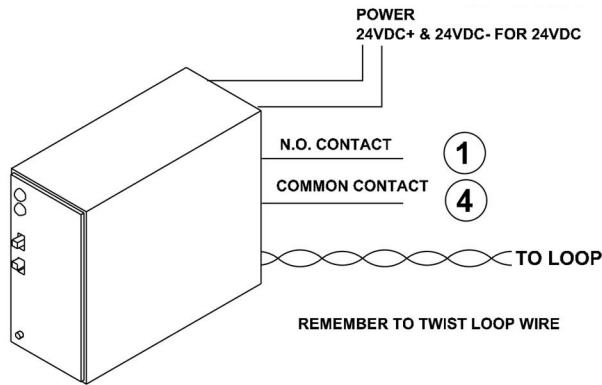 POWER
24VDC+ & 24VDC- FOR 24VDC
N.O. CONTACT 1
COMMON CONTACT 4
TO LOOP
REMEMBER TO TWIST LOOP WIRE